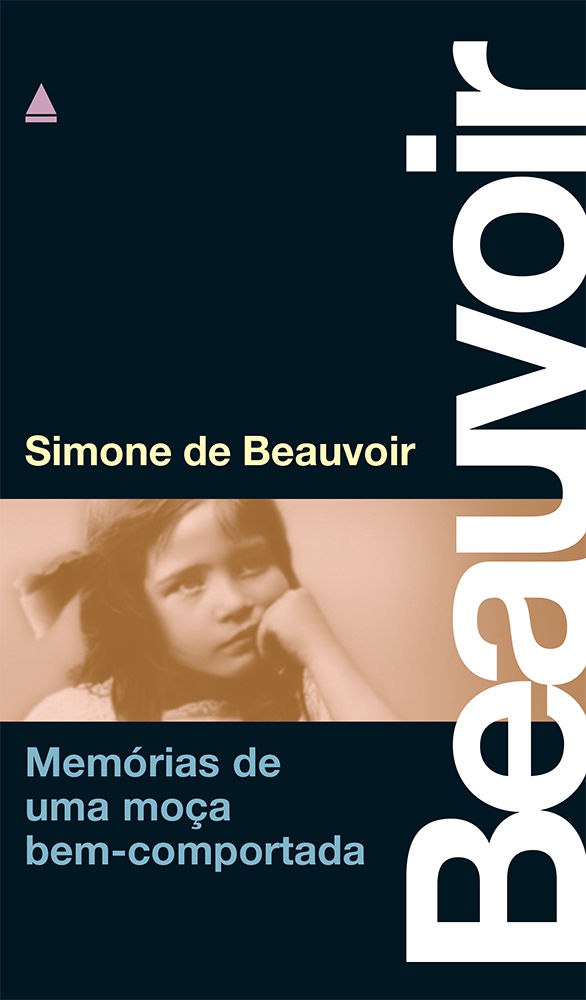 Beauvoir
Simone de Beauvoir
Memórias de
uma moça
bem-comportada